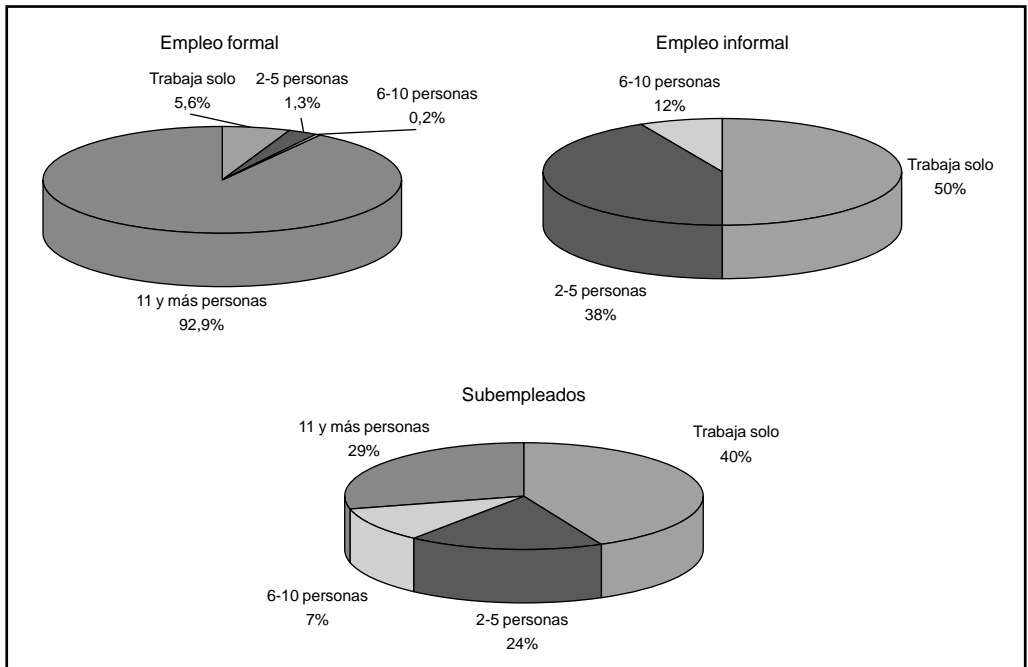 Empleo formal
Trabaja solo
5,6%
2-5 personas
1,3%
6-10 personas
0,2%
11 y más personas
92,9%
Empleo informal
6-10 personas
12%
Trabaja solo
50%
2-5 personas
38%
Subempleados
11 y más personas
29%
Trabaja solo
40%
6-10 personas
7%
2-5 personas
24%